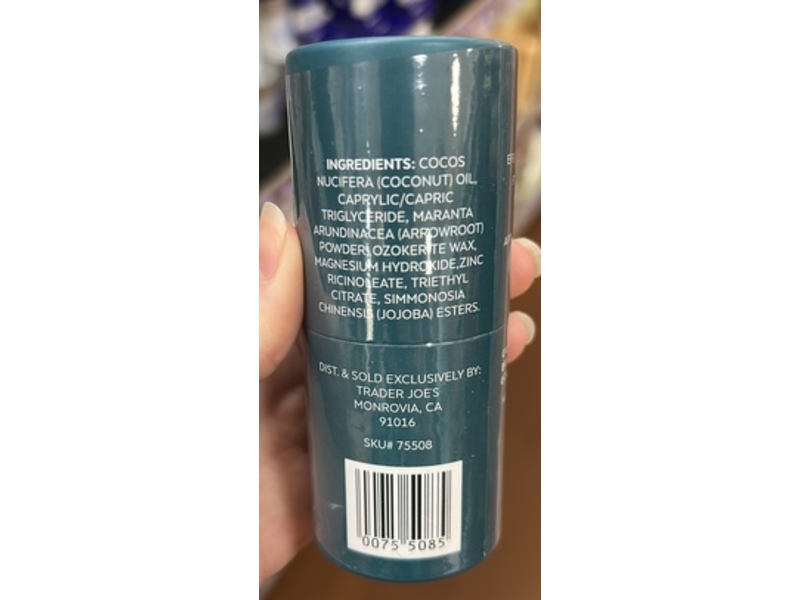 INGREDIENTS: COCOS
NUCIFERA (COCONUT) OIL,
CAPRYLIC/CAPRIC
TRIGLYCERIDE, MARANTA
ARUNDINACEA (ARROWROOT)
POWDER, OZOKERITE WAX,
MAGNESIUM HYDROXIDE,ZINC
RICINOLEATE, TRIETHYL
CITRATE, SIMMONOSIA
CHINENSIS (JOJOBA) ESTERS.
DIST. & SOLD EXCLUSIVELY BY:
TRADER JOE'S
MONROVIA, CA
91016
SKU# 75508
0075 5085